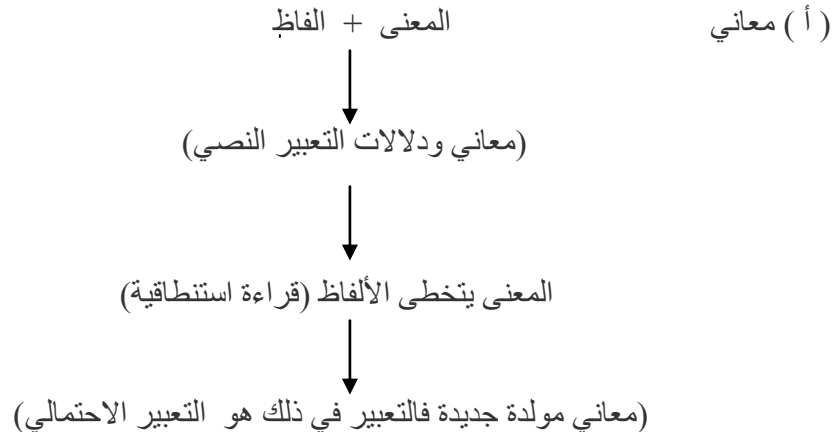 ( أ ) معاني المعنى + الفاظٍ
(معاني ودلالات التعبير النصي)
المعنى يتخطى الألفاظ (قراءة استنطاقية)
(معاني مولدة جديدة فالتعبير في ذلك هو التعبير الاحتمالي)